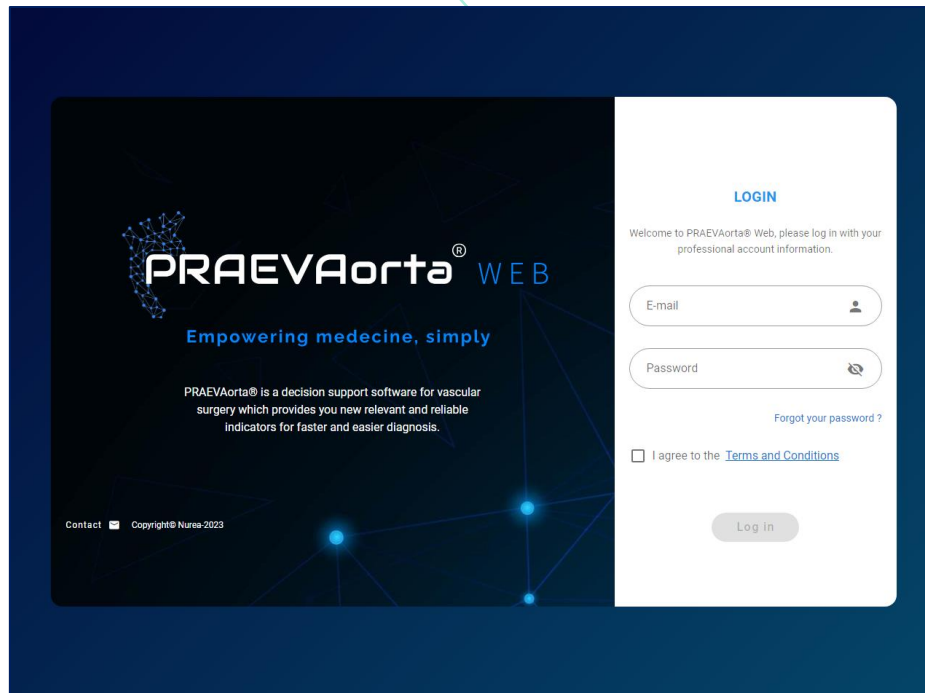 PRAEVAorta® WEB
Empowering medecine, simply
PRAEVAorta® is a decision support software for vascular
surgery which provides you new relevant and reliable
indicators for faster and easier diagnosis.
Contact Copyright© Nurea-2023
LOGIN
Welcome to PRAEVAorta® Web, please log in with your
professional account information.
E-mail
Password
Forgot your password ?
I agree to the Terms and Conditions
Log in